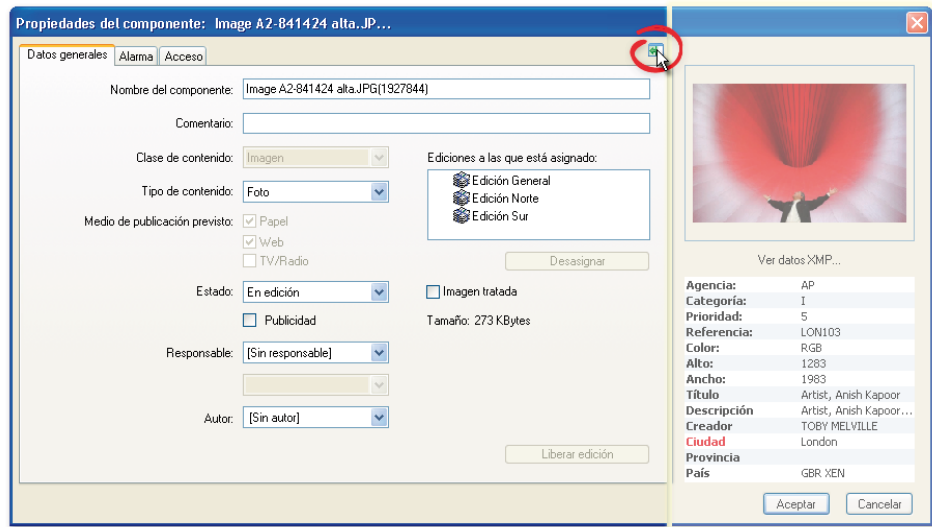 Propiedades del componente: Image A2-841424 alta.JP...
Datos generales Alarma Acceso
Nombre del componente: Image A2-841424 alta.JPG(1927844)
Comentario:
Clase de contenido: Imagen
Ediciones a las que está asignado:
Tipo de contenido: Foto
Edición General
Edición Norte
Edición Sur
Medio de publicación previsto: Papel
Web
TV/Radio
Desasignar
Estado: En edición
Imagen tratada
Publicidad
Tamaño: 273 KBytes
Responsable: [Sin responsable]
Autor: [Sin autor]
Liberar edición
Ver datos XMP...
Agencia: AP
Categoría: I
Prioridad: 5
Referencia: LON103
Color: RGB
Alto: 1283
Ancho: 1983
Título Artist, Anish Kapoor
Descripción Artist, Anish Kapoor...
Creador TOBY MELVILLE
Ciudad London
Provincia
País GBR XEN
Aceptar Cancelar